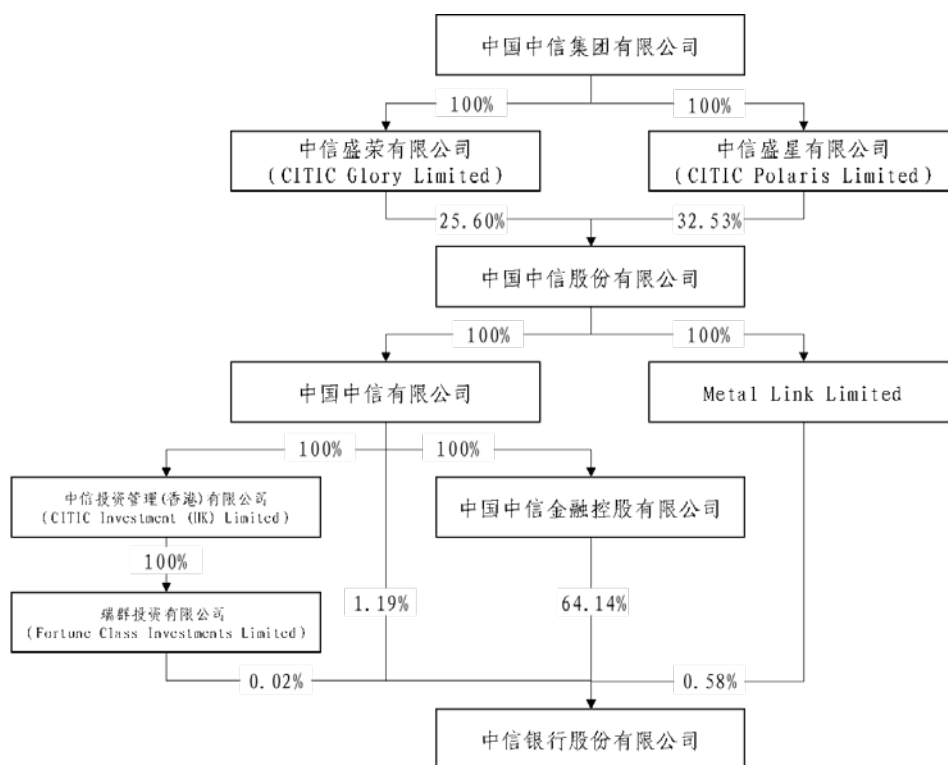 中国中信集团有限公司
100%
100%
中信盛荣有限公司
(CITIC Glory Limited)
中信盛星有限公司
(CITIC Polaris Limited)
25.60%
32.53%
中国中信股份有限公司
100%
100%
中国中信有限公司
Metal Link Limited
100%
100%
中信投资管理(香港)有限公司
(CITIC Investment (HK) Limited)
中国中信金融控股有限公司
100%
1.19%
64.14%
瑞群投资有限公司
(Fortune Class Investments Limited)
0.02%
0.58%
中信银行股份有限公司